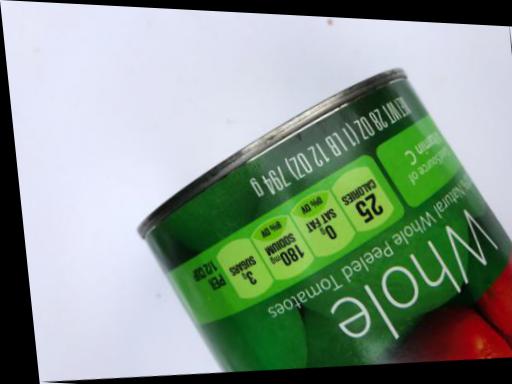 Whole
Natural Whole Peeled Tomatoes
Source of
Vitamin C
25
CALORIES
0g
SAT FAT
0% DV
180mg
SODIUM
8% DV
3g
SUGARS
PER
1/2 CUP
NET WT 28 OZ (1 LB 12 OZ) 794 g